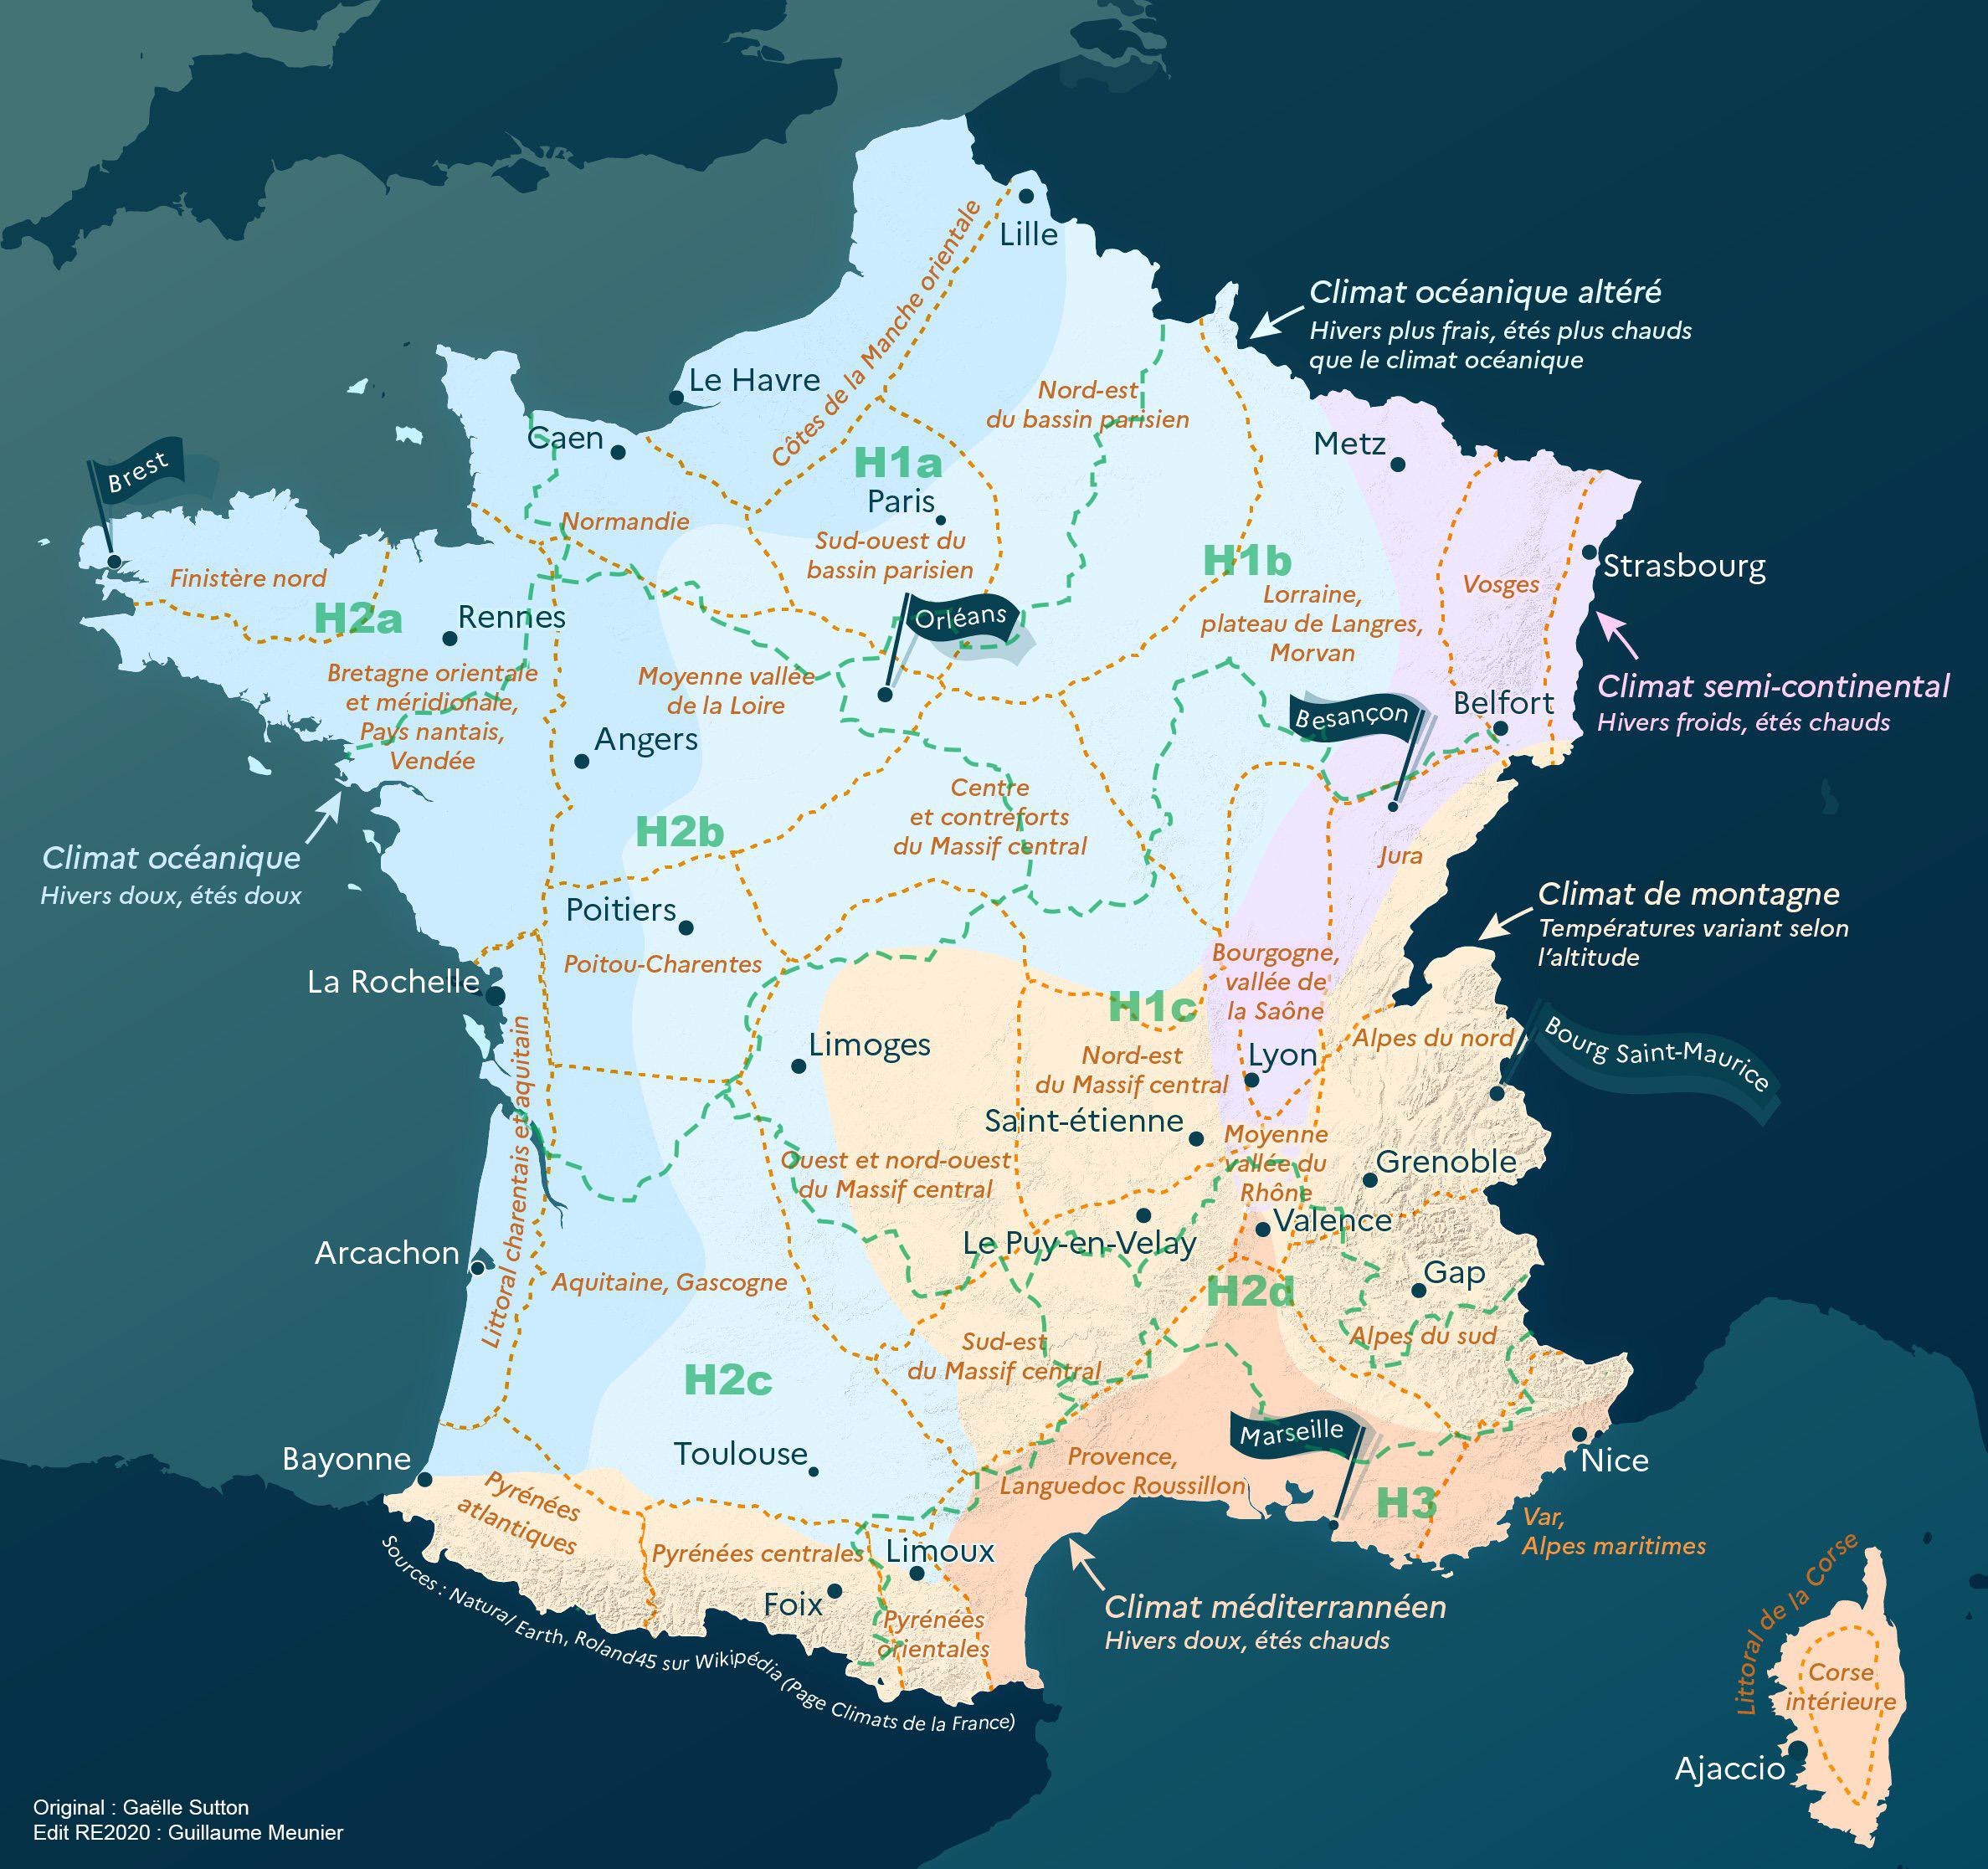 Lille
Côtes de la Manche orientale
Climat océanique altéré
Hivers plus frais, étés plus chauds
que le climat océanique
Le Havre
Nord-est
du bassin parisien
Caen
Metz
Brest
H1a
Paris
Normandie
Sud-ouest du
bassin parisien
H1b
Strasbourg
Finistère nord
H2a
Rennes
Orléans
Lorraine,
plateau de Langres,
Morvan
Vosges
Bretagne orientale
et méridionale,
Pays nantais,
Vendée
Moyenne vallée
de la Loire
Climat semi-continental
Hivers froids, étés chauds
Besançon
Belfort
Angers
Centre
et contreforts
du Massif central
H2b
Climat océanique
Hivers doux, étés doux
Jura
Climat de montagne
Températures variant selon
l'altitude
Poitiers
Poitou-Charentes
Bourgogne,
vallée de
la Saône
La Rochelle
H1c
Alpes du nord
Bourg Saint-Maurice
Limoges
Nord-est
du Massif central
Lyon
Littoral charentais et aquitain
Saint-étienne
Moyenne
vallée du
Rhône
Grenoble
Ouest et nord-ouest
du Massif central
Le Puy-en-Velay
Valence
Arcachon
Aquitaine, Gascogne
H2d
Gap
Alpes du sud
Sud-est
du Massif central
H2c
Marseille
Nice
Bayonne
Toulouse
Provence,
Languedoc Roussillon
H3
Var,
Alpes maritimes
Pyrénées
atlantiques
Pyrénées centrales
Limoux
Foix
Pyrénées
orientales
Climat méditerrannéen
Hivers doux, étés chauds
Littoral de la Corse
Corse
intérieure
Ajaccio
Sources : Natural Earth, Roland45 sur Wikipédia (Page Climats de la France)
Original : Gaëlle Sutton
Edit RE2020 : Guillaume Meunier